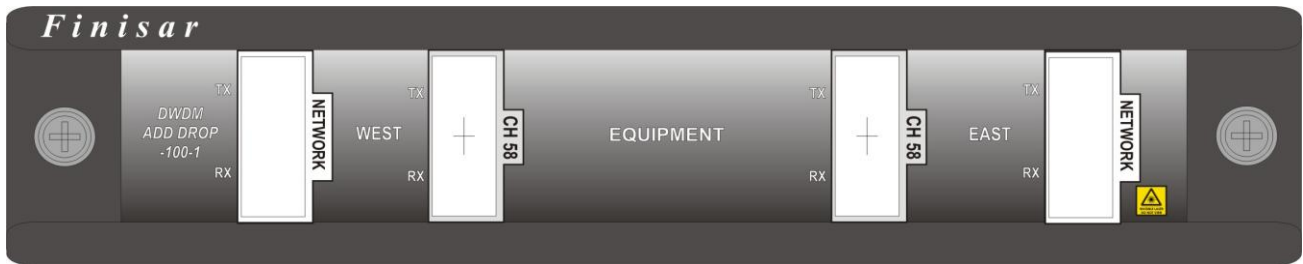 Finisar
TX
DWDM
ADD DROP
-100-1
RX
NETWORK
WEST
TX
RX
CH 58
EQUIPMENT
TX
RX
CH 58
EAST
TX
RX
NETWORK